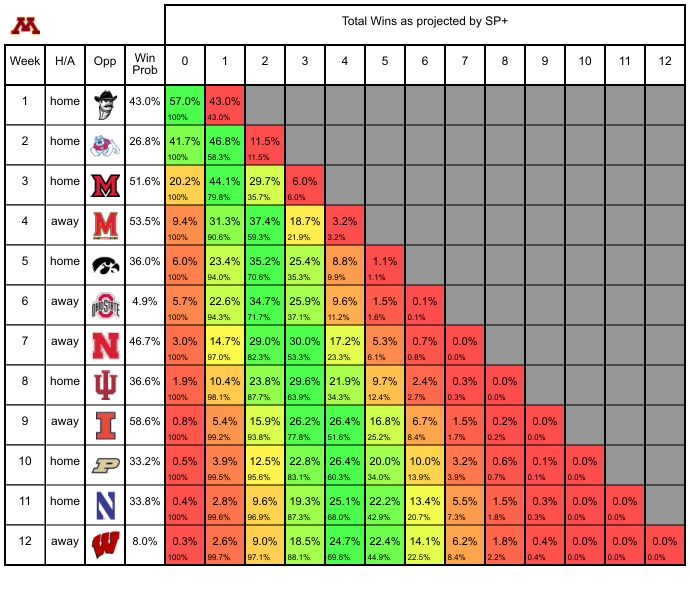 M
Total Wins as projected by SP+
Week H/A Opp Win Prob 0 1 2 3 4 5 6 7 8 9 10 11 12
1 home 43.0% 57.0% 43.0%
100% 43.0%
2 home 26.8% 41.7% 46.8% 11.5%
100% 58.3% 11.5%
3 home M 51.6% 20.2% 44.1% 29.7% 6.0%
100% 79.8% 35.7% 6.0%
4 away M 53.5% 9.4% 31.3% 37.4% 18.7% 3.2%
100% 90.6% 59.3% 21.9% 3.2%
5 home 36.0% 6.0% 23.4% 35.2% 25.4% 8.8% 1.1%
100% 94.0% 70.6% 35.3% 9.9% 1.1%
6 away OHIO STATE 4.9% 5.7% 22.6% 34.7% 25.9% 9.6% 1.5% 0.1%
100% 94.3% 71.7% 37.1% 11.2% 1.6% 0.1%
7 away N 46.7% 3.0% 14.7% 29.0% 30.0% 17.2% 5.3% 0.7% 0.0%
100% 97.0% 82.3% 53.3% 23.3% 6.1% 0.8% 0.0%
8 home IU 36.6% 1.9% 10.4% 23.8% 29.6% 21.9% 9.7% 2.4% 0.3% 0.0%
100% 98.1% 87.7% 63.9% 34.3% 12.4% 2.7% 0.3% 0.0%
9 away I 58.6% 0.8% 5.4% 15.9% 26.2% 26.4% 16.8% 6.7% 1.5% 0.2% 0.0%
100% 99.2% 93.8% 77.8% 51.6% 25.2% 8.4% 1.7% 0.2% 0.0%
10 home P 33.2% 0.5% 3.9% 12.5% 22.8% 26.4% 20.0% 10.0% 3.2% 0.6% 0.1% 0.0%
100% 99.5% 95.6% 83.1% 60.3% 34.0% 13.9% 3.9% 0.7% 0.1% 0.0%
11 home N 33.8% 0.4% 2.8% 9.6% 19.3% 25.1% 22.2% 13.4% 5.5% 1.5% 0.3% 0.0% 0.0%
100% 99.6% 96.9% 87.3% 68.0% 42.9% 20.7% 7.3% 1.8% 0.3% 0.0% 0.0%
12 away W 8.0% 0.3% 2.6% 9.0% 18.5% 24.7% 22.4% 14.1% 6.2% 1.8% 0.4% 0.0% 0.0% 0.0%
100% 99.7% 97.1% 88.1% 69.6% 44.9% 22.5% 8.4% 2.2% 0.4% 0.0% 0.0% 0.0%